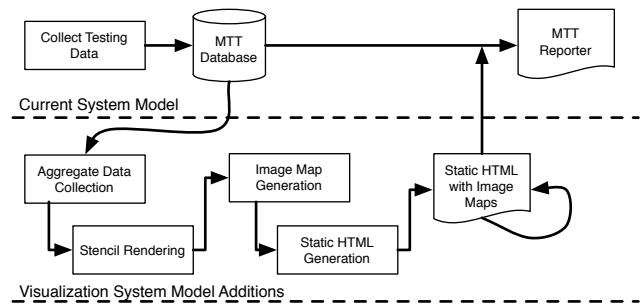 Collect Testing
Data
MTT
Database
MTT
Reporter
Current System Model
Aggregate Data
Collection
Image Map
Generation
Static HTML
with Image
Maps
Stencil Rendering
Static HTML
Generation
Visualization System Model Additions